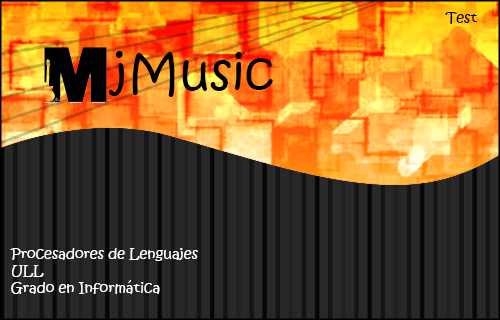 Test
MjMusic
Procesadores de Lenguajes
ULL
Grado en Informática